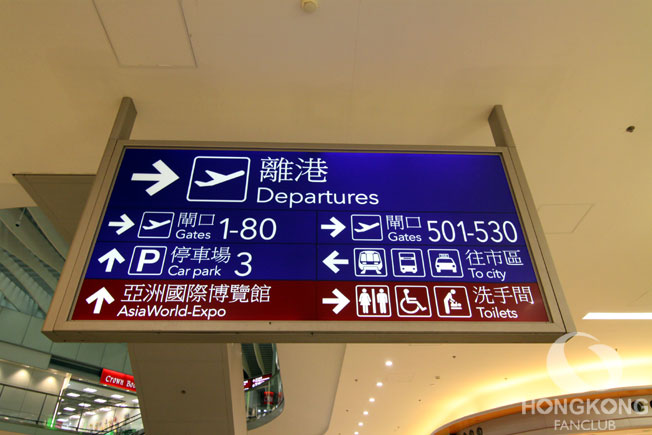 離港
Departures
閘口
Gates 1-80
閘口
Gates 501-530
P 停車場
Car park 3
往市區
To city
亞洲國際博覽館
AsiaWorld-Expo
洗手間
Toilets
Crown
HONGKONG
FANCLUB